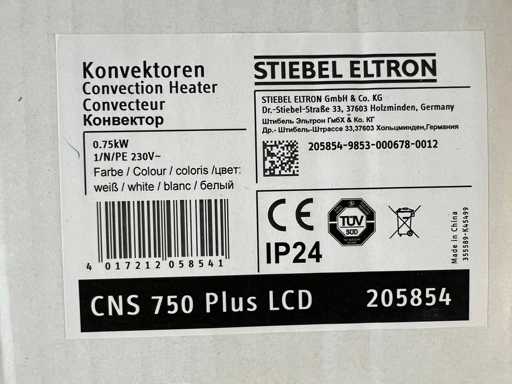 Konvektoren
Convection Heater
Convecteur
Конвектор
0.75kW
1/N/PE 230V~
Farbe / Colour / coloris /цвет:
weiß / white / blanc / белый
4 017212 058541
STIEBEL ELTRON
STIEBEL ELTRON GmbH & Co. KG
Dr.-Stiebel-Straße 33, 37603 Holzminden, Germany
Штибель Эльтрон ГмбХ & Ко. КГ
Др.- Штибель-Штрассе 33,37603 Хольцминден,Германия
205854-9853-000678-0012
CE
IP24
TÜV
SÜD
Made in China
355589-K45499
CNS 750 Plus LCD 205854